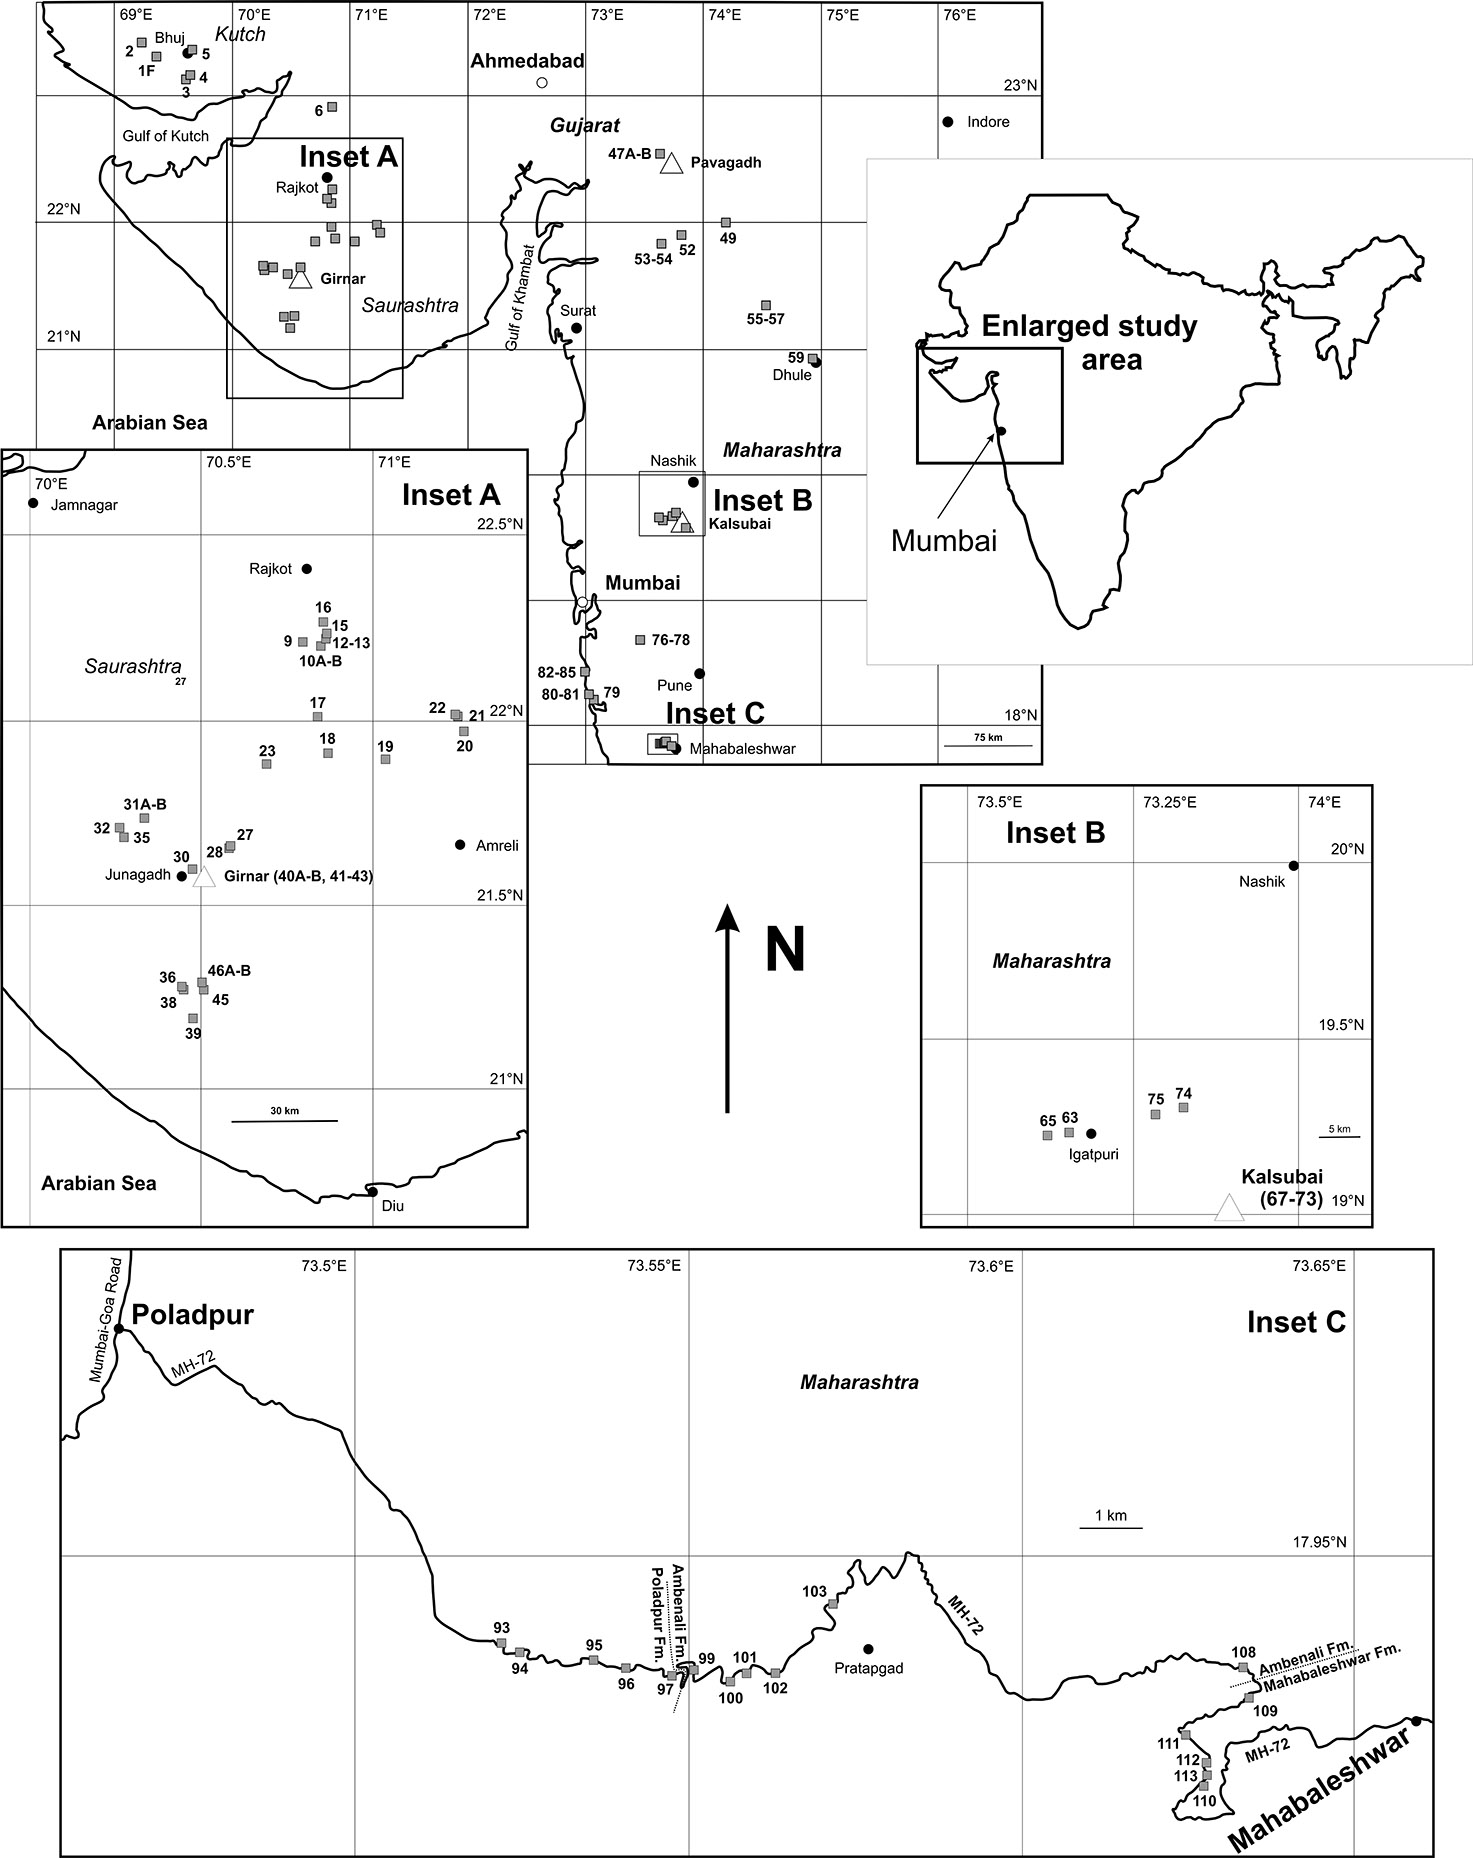 69°E
70°E
71°E
72°E
73°E
74°E
75°E
76°E
Bhuj
Kutch
2
5
1F
4
3
Ahmedabad
23°N
6
Gujarat
Indore
Gulf of Kutch
Inset A
47A-B
Pavagadh
Rajkot
22°N
49
52
53-54
Girnar
Saurashtra
Gulf of Khambat
Surat
55-57
21°N
59
Dhule
Arabian Sea
Maharashtra
Nashik
Inset B
Kalsubai
Mumbai
76-78
82-85
Pune
80-81
79
Inset C
18°N
75 km
Mahabaleshwar
Enlarged study
area
Mumbai
70.5°E
71°E
70°E
Inset A
Jamnagar
22.5°N
Rajkot
16
15
9
12-13
10A-B
Saurashtra
27
17
22
21
22°N
20
18
19
23
31A-B
32
35
27
28
Amreli
30
Junagadh
Girnar (40A-B, 41-43)
21.5°N
46A-B
36
38
45
39
21°N
30 km
Arabian Sea
Diu
N
73.5°E
73.25°E
74°E
Inset B
20°N
Nashik
Maharashtra
19.5°N
75
74
65
63
Igatpuri
5 km
Kalsubai
(67-73)
19°N
73.5°E
73.55°E
73.6°E
73.65°E
Mumbai-Goa Road
Poladpur
Inset C
MH-72
Maharashtra
1 km
17.95°N
Poladpur Fm.
Ambenali Fm.
103
MH-72
93
94
95
96
97
99
100
101
102
Pratapgad
108
Ambenali Fm.
Mahabaleshwar Fm.
109
111
112
113
110
MH-72
Mahabaleshwar